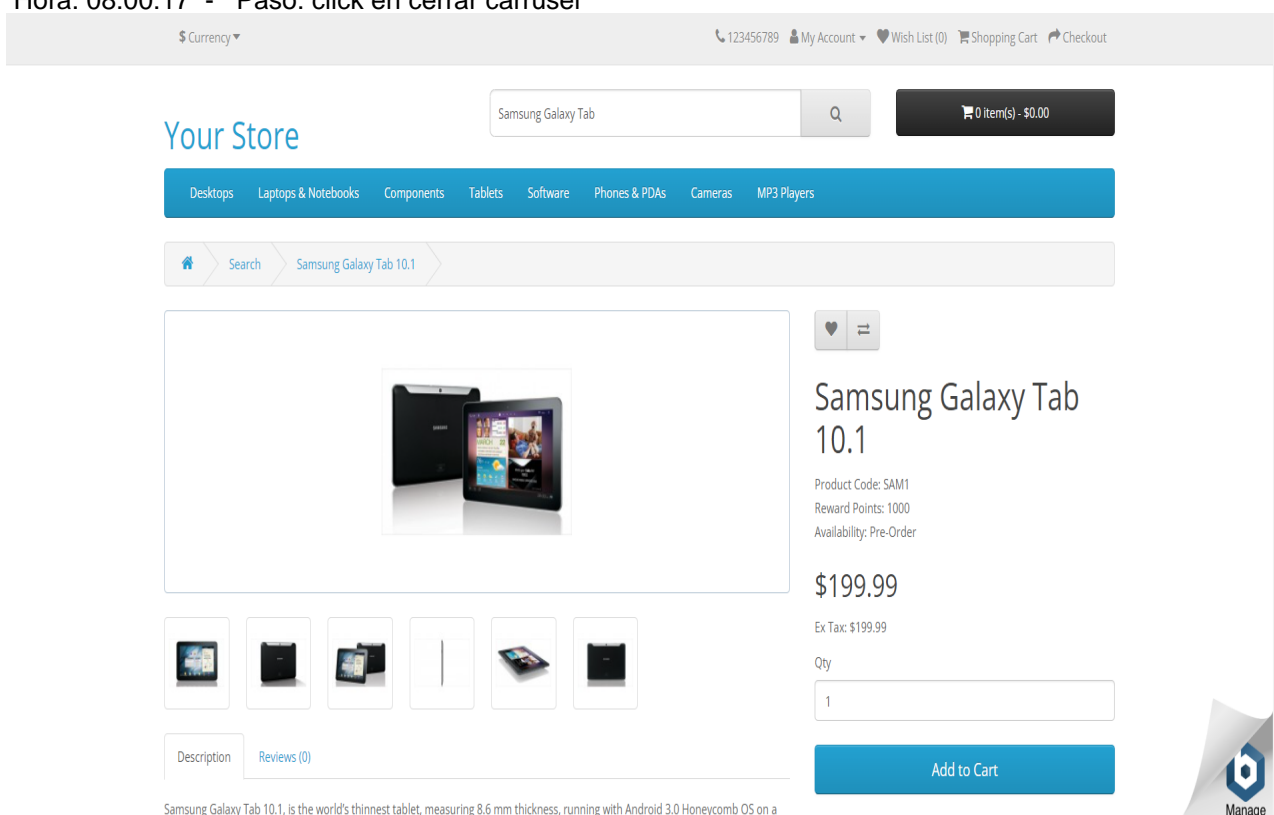 Hora: 08:00:17 - Paso: click en cerrar carrusel
$ Currency
123456789 My Account Wish List (0) Shopping Cart Checkout
Your Store
Samsung Galaxy Tab
0 item(s) - $0.00
Desktops Laptops & Notebooks Components Tablets Software Phones & PDAs Cameras MP3 Players
Search Samsung Galaxy Tab 10.1
Samsung Galaxy Tab
10.1
Product Code: SAM1
Reward Points: 1000
Availability: Pre-Order
$199.99
Ex Tax: $199.99
Qty
1
Add to Cart
Description Reviews (0)
Samsung Galaxy Tab 10.1, is the world's thinnest tablet, measuring 8.6 mm thickness, running with Android 3.0 Honeycomb OS on a
Manage